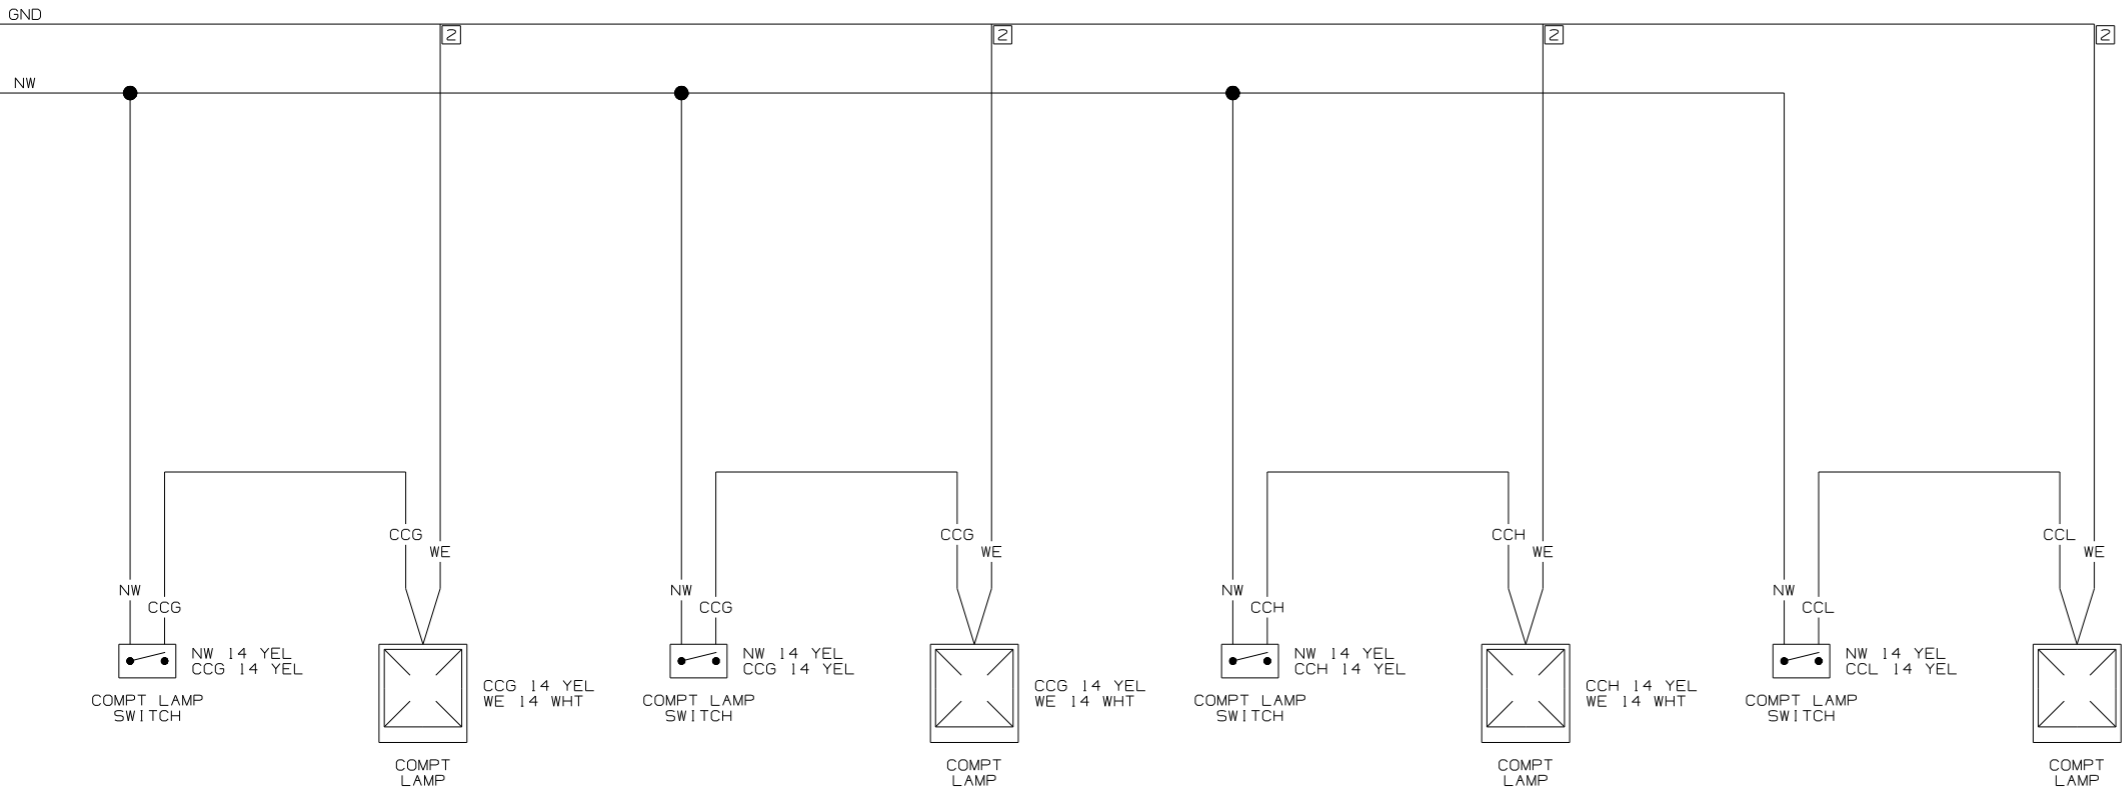 GND
2
2
2
2
NW
CCG
WE
CCG
WE
CCH
WE
CCL
WE
NW
CCG
NW
CCG
NW
CCH
NW
CCL
NW 14 YEL
CCG 14 YEL
NW 14 YEL
CCG 14 YEL
NW 14 YEL
CCH 14 YEL
NW 14 YEL
CCL 14 YEL
CCG 14 YEL
WE 14 WHT
CCG 14 YEL
WE 14 WHT
CCH 14 YEL
WE 14 WHT
COMPT LAMP
SWITCH
COMPT LAMP
SWITCH
COMPT LAMP
SWITCH
COMPT LAMP
SWITCH
COMPT
LAMP
COMPT
LAMP
COMPT
LAMP
COMPT
LAMP